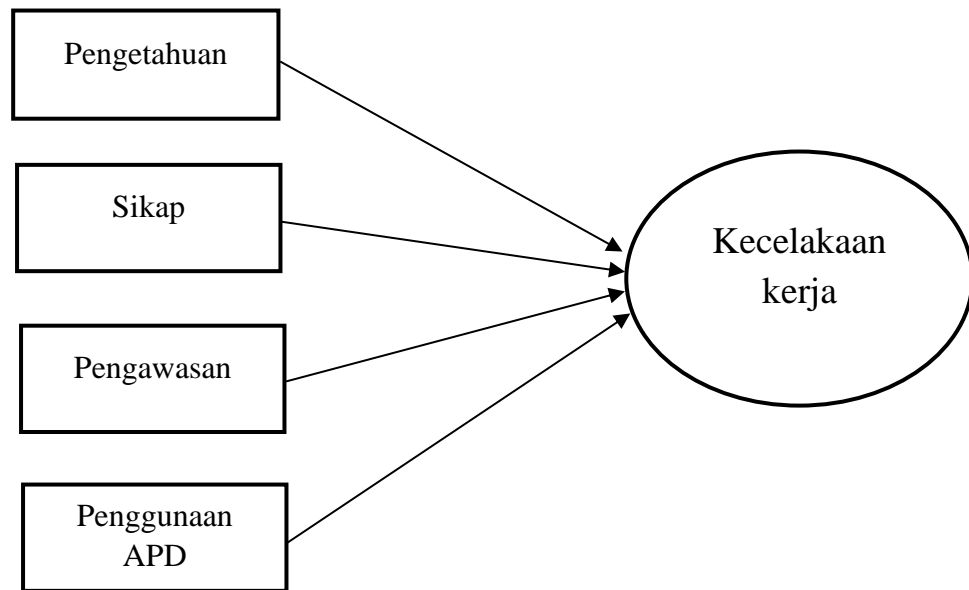 Pengetahuan
Sikap
Pengawasan
Penggunaan
APD
Kecelakaan
kerja